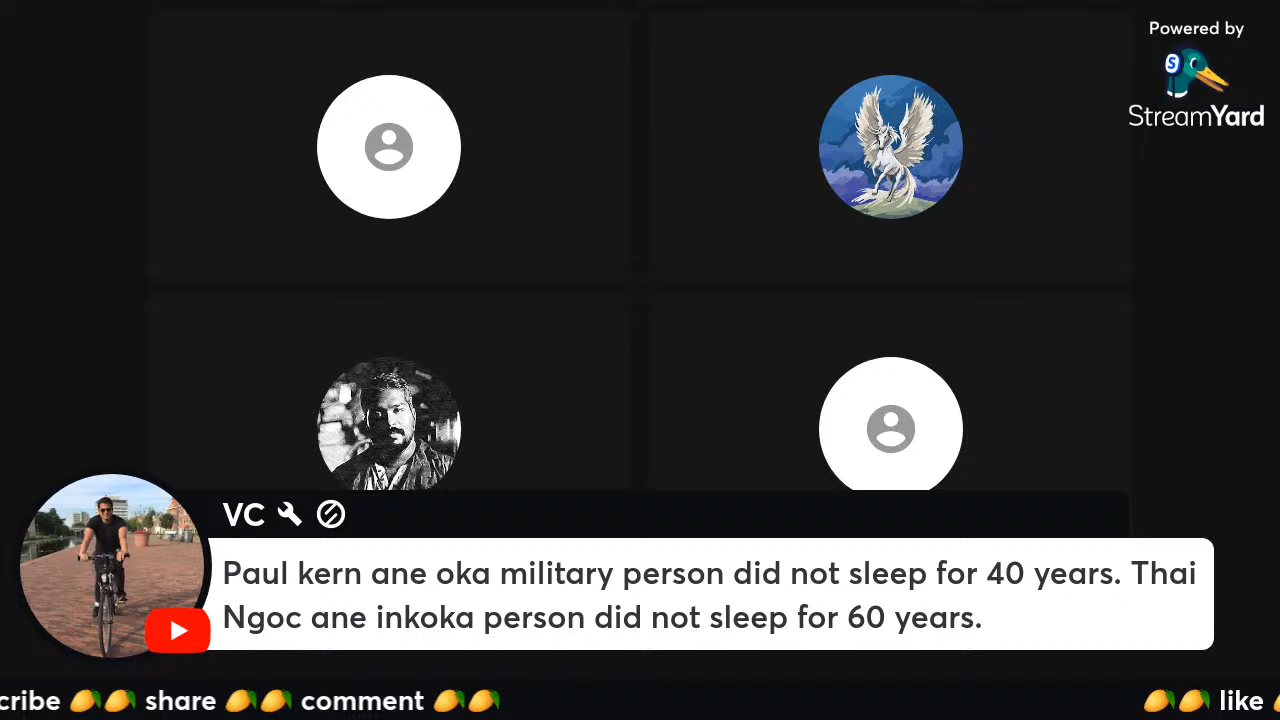 Powered by
S
StreamYard
VC
Paul kern ane oka military person did not sleep for 40 years. Thai
Ngoc ane inkoka person did not sleep for 60 years.
cribe 🥭🥭 share 🥭🥭 comment 🥭🥭 🥭🥭 like